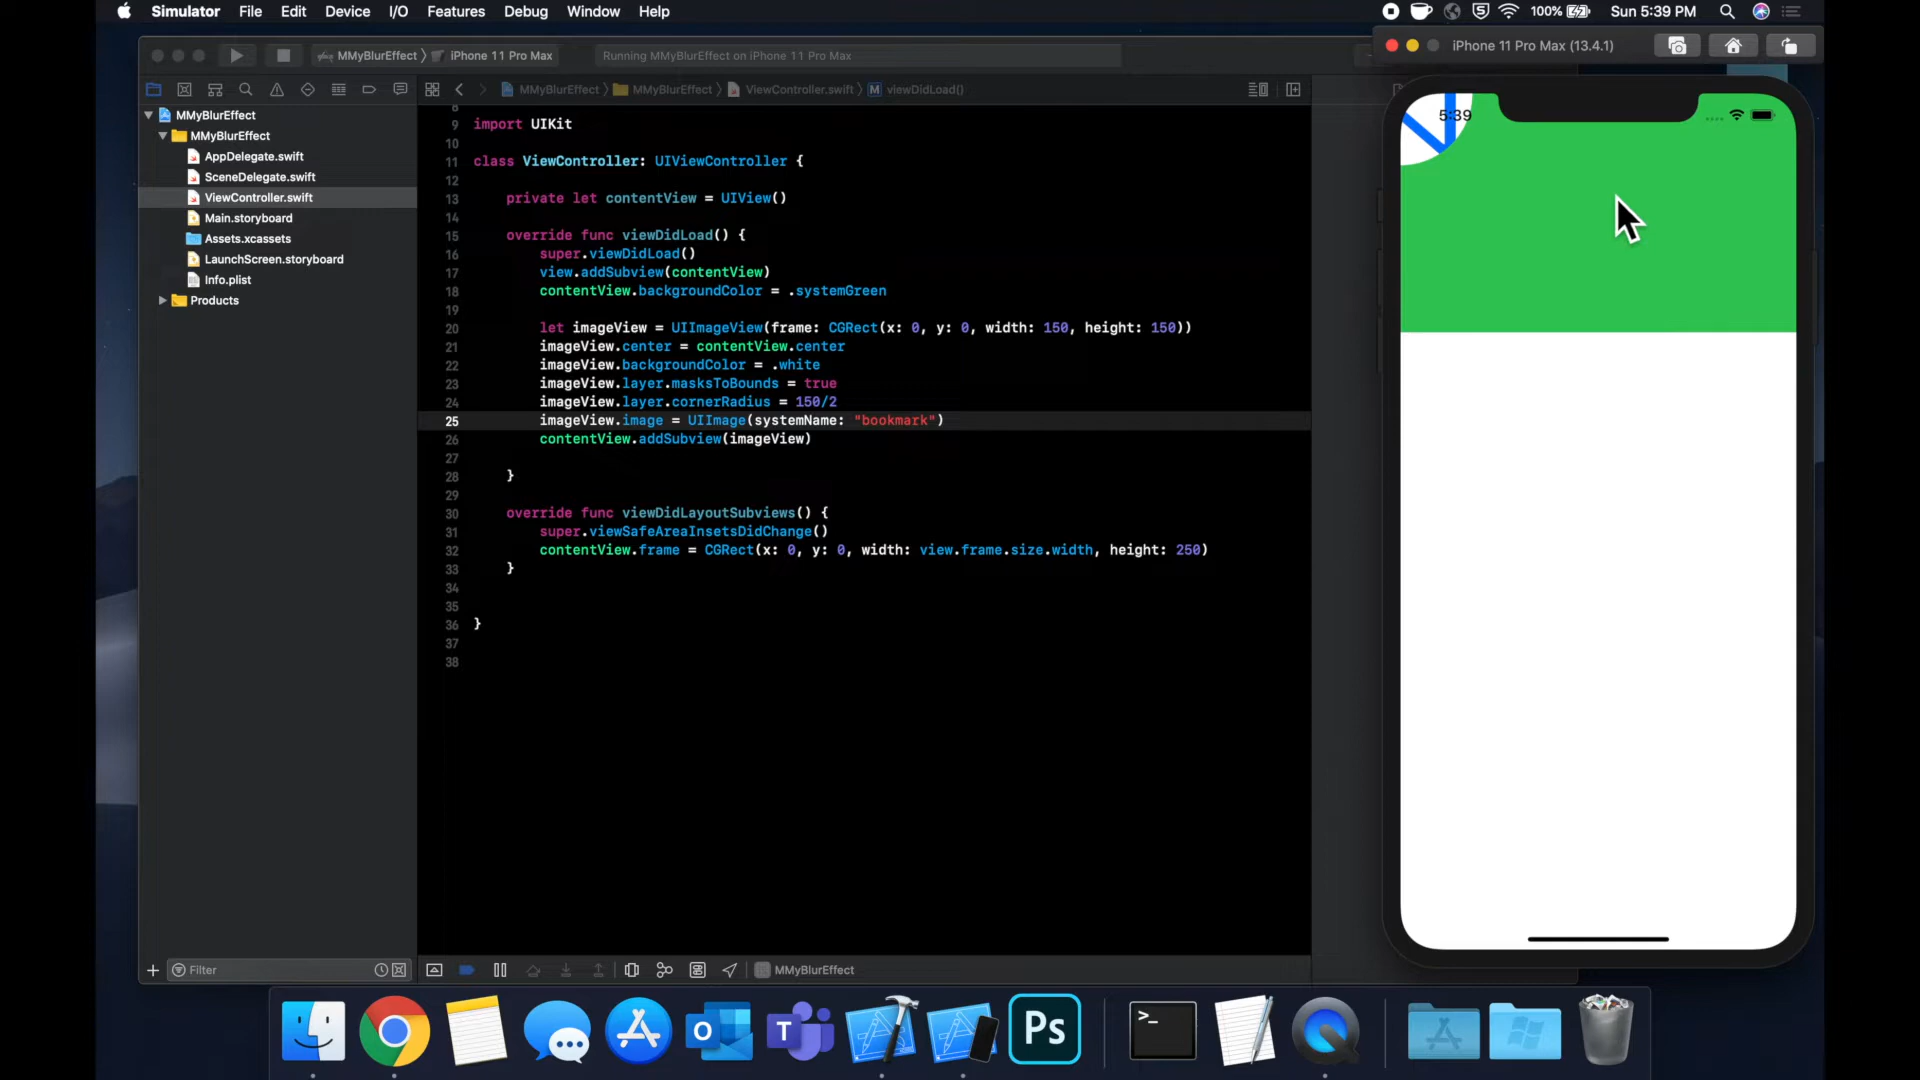 Simulator File Edit Device I/O Features Debug Window Help 100% Sun 5:39 PM
MMyBlurEffect iPhone 11 Pro Max Running MMyBlurEffect on iPhone 11 Pro Max
iPhone 11 Pro Max (13.4.1)
MMyBlurEffect MMyBlurEffect ViewController.swift M viewDidLoad()
MMyBlurEffect
MMyBlurEffect
AppDelegate.swift
SceneDelegate.swift
ViewController.swift
Main.storyboard
Assets.xcassets
LaunchScreen.storyboard
Info.plist
Products
8
9 import UIKit
10
11 class ViewController: UIViewController {
12
13 private let contentView = UIView()
14
15 override func viewDidLoad() {
16 super.viewDidLoad()
17 view.addSubview(contentView)
18 contentView.backgroundColor = .systemGreen
19
20 let imageView = UIImageView(frame: CGRect(x: 0, y: 0, width: 150, height: 150))
21 imageView.center = contentView.center
22 imageView.backgroundColor = .white
23 imageView.layer.masksToBounds = true
24 imageView.layer.cornerRadius = 150/2
25 imageView.image = UIImage(systemName: "bookmark")
26 contentView.addSubview(imageView)
27
28 }
29
30 override func viewDidLayoutSubviews() {
31 super.viewSafeAreaInsetsDidChange()
32 contentView.frame = CGRect(x: 0, y: 0, width: view.frame.size.width, height: 250)
33 }
34
35
36 }
37
38
5:39
Filter
MMyBlurEffect
O T Ps >_